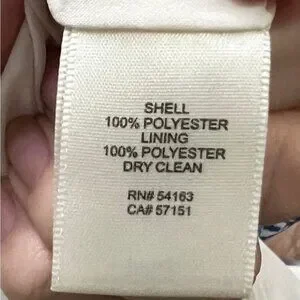 SHELL
100% POLYESTER
LINING
100% POLYESTER
DRY CLEAN
RN# 54163
CA# 57151